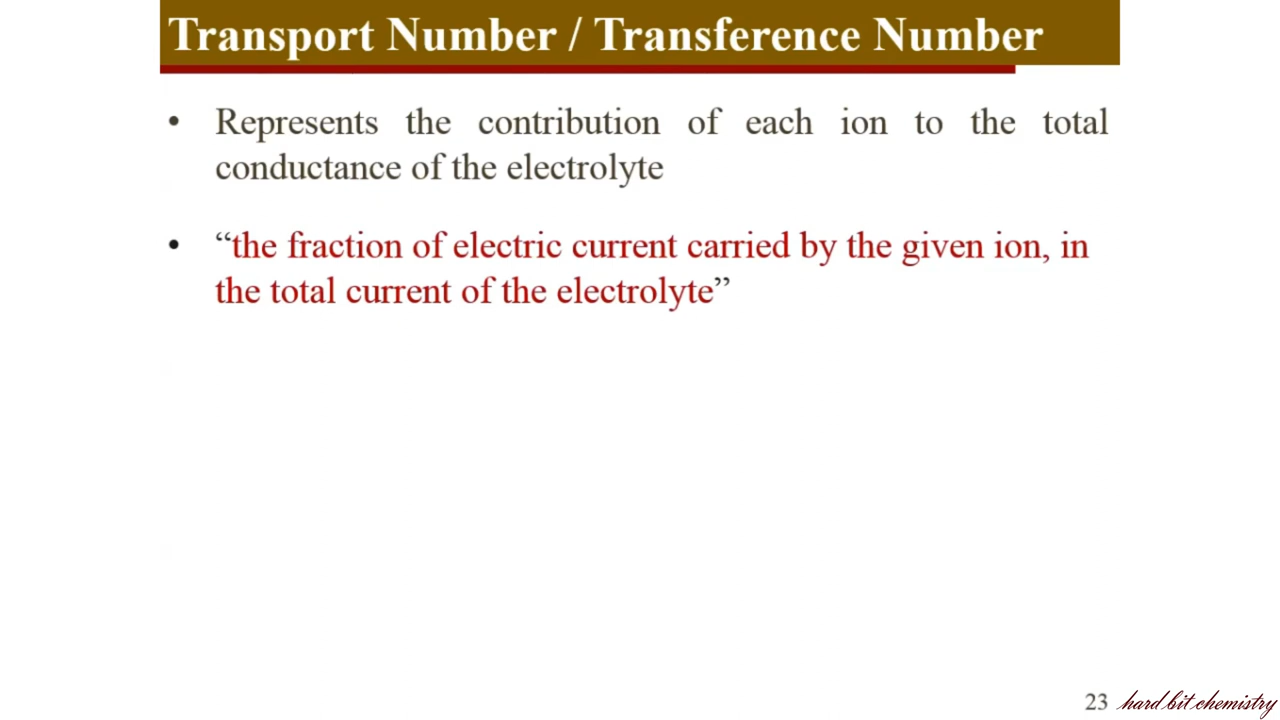 Transport Number / Transference Number
• Represents the contribution of each ion to the total
conductance of the electrolyte
• “the fraction of electric current carried by the given ion, in
the total current of the electrolyte”
23 hard bit chemistry